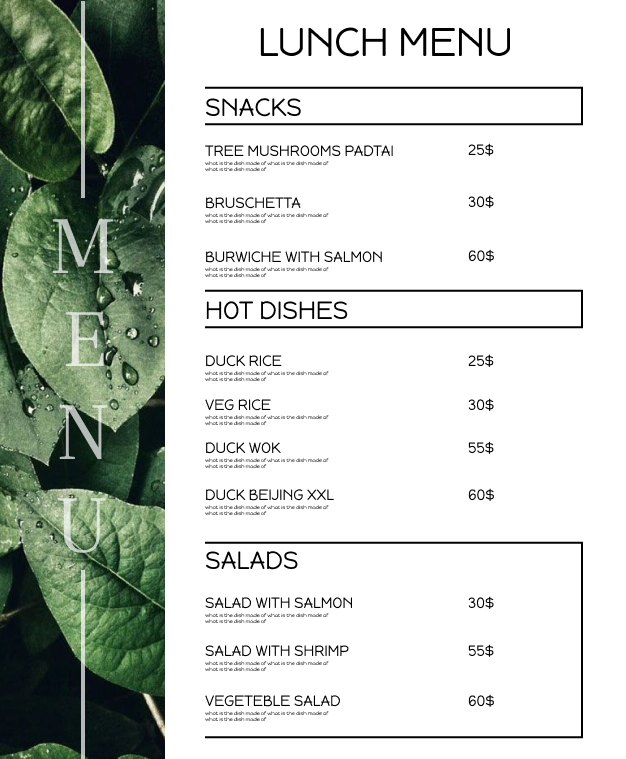 LUNCH MENU
MENU
SNACKS
TREE MUSHROOMS PADTAI 25$
what is the dish made of what is the dish made of
what is the dish made of
BRUSCHETTA 30$
what is the dish made of what is the dish made of
what is the dish made of
BURWICHE WITH SALMON 60$
what is the dish made of what is the dish made of
what is the dish made of
HOT DISHES
DUCK RICE 25$
what is the dish made of what is the dish made of
what is the dish made of
VEG RICE 30$
what is the dish made of what is the dish made of
what is the dish made of
DUCK WOK 55$
what is the dish made of what is the dish made of
what is the dish made of
DUCK BEIJING XXL 60$
what is the dish made of what is the dish made of
what is the dish made of
SALADS
SALAD WITH SALMON 30$
what is the dish made of what is the dish made of
what is the dish made of
SALAD WITH SHRIMP 55$
what is the dish made of what is the dish made of
what is the dish made of
VEGETEBLE SALAD 60$
what is the dish made of what is the dish made of
what is the dish made of